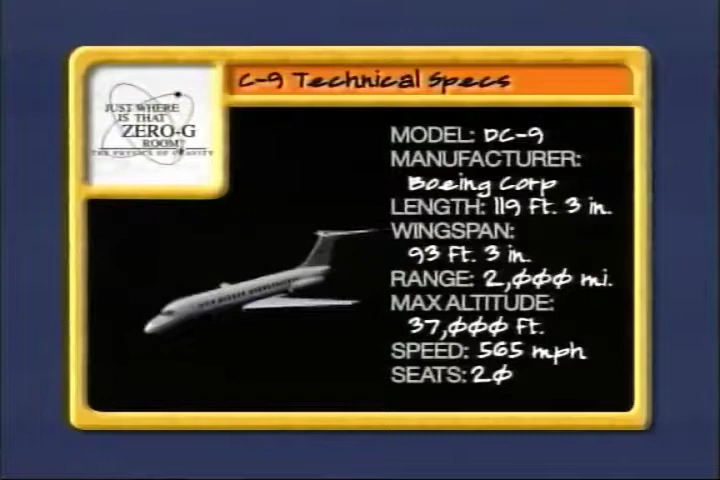 C-9 Technical Specs
JUST WHERE
IS THAT
ZERO-G
ROOM?
THE PHYSICS OF GRAVITY
MODEL: DC-9
MANUFACTURER:
Boeing Corp
LENGTH: 119 ft. 3 in.
WINGSPAN:
93 ft. 3 in.
RANGE: 2,000 mi.
MAX ALTITUDE:
37,000 ft.
SPEED: 565 mph
SEATS: 20